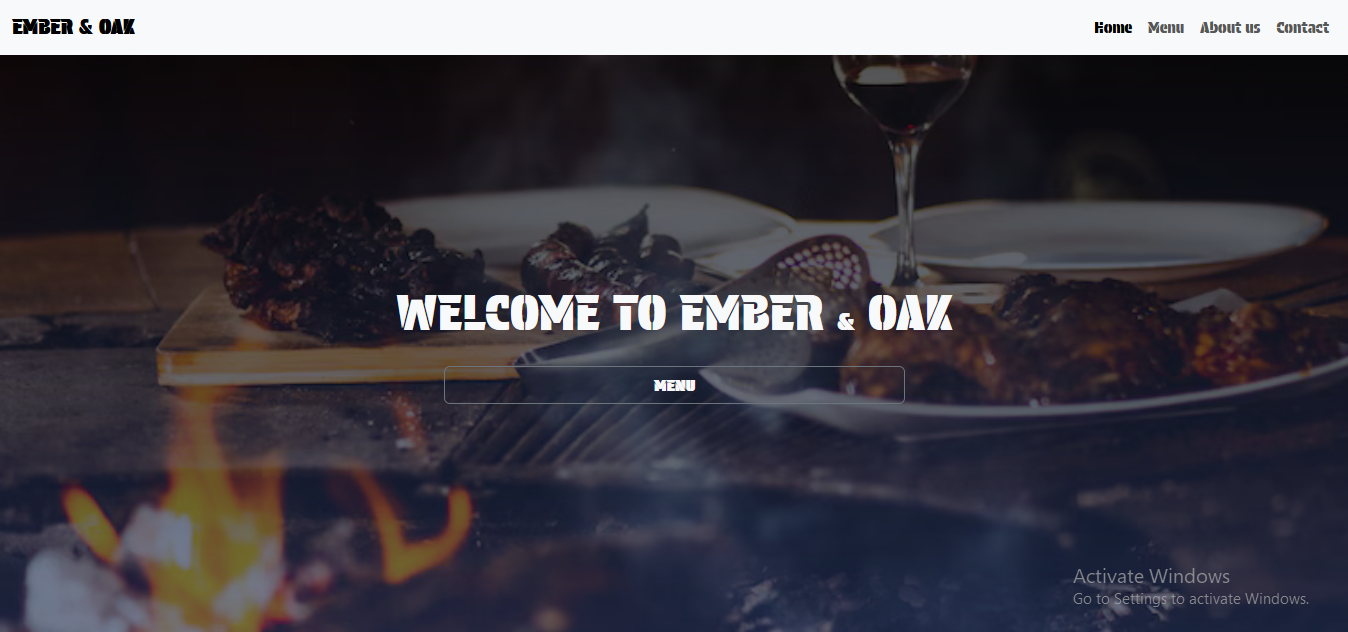 EMBER & OAK
Home Menu About us Contact
WELCOME TO EMBER & OAK
MENU
Activate Windows
Go to Settings to activate Windows.